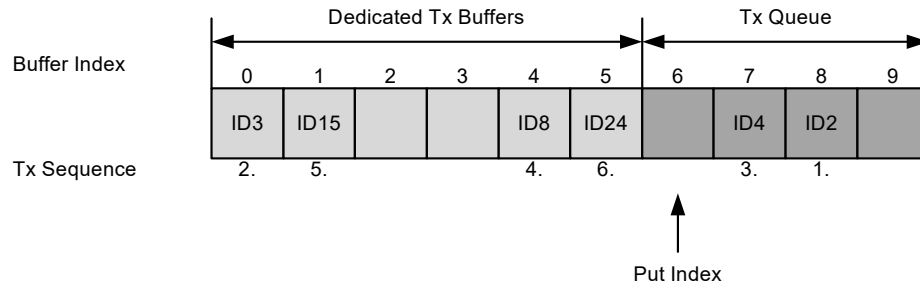 Dedicated Tx Buffers Tx Queue
Buffer Index 0 1 2 3 4 5 6 7 8 9
ID3 ID15 ID8 ID24 ID4 ID2
Tx Sequence 2. 5. 4. 6. 3. 1.
Put Index